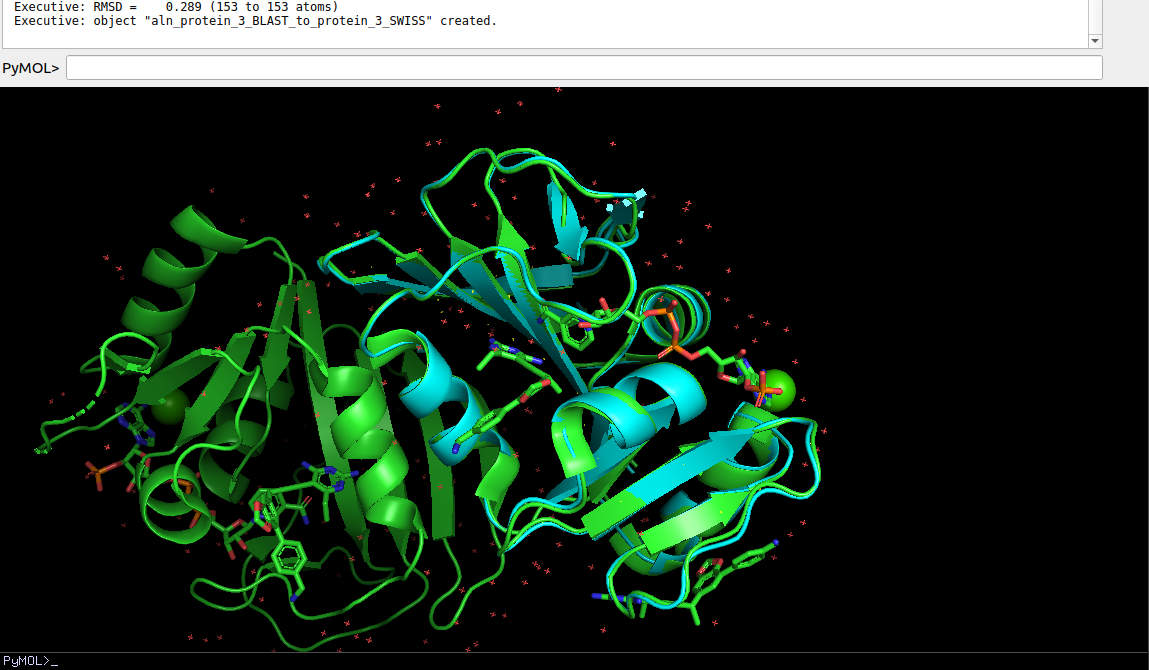 Executive: RMSD =    0.289 (153 to 153 atoms)
Executive: object "aln_protein_3_BLAST_to_protein_3_SWISS" created.
PyMOL>
PyMOL>_